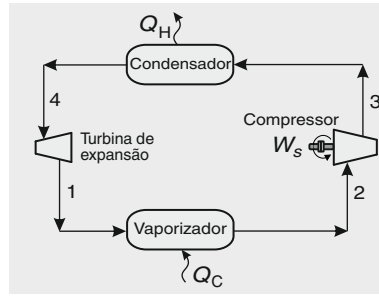 Q_H
Condensador
4
3
Compressor
Turbina de
expansão
W_s
1
2
Vaporizador
Q_C